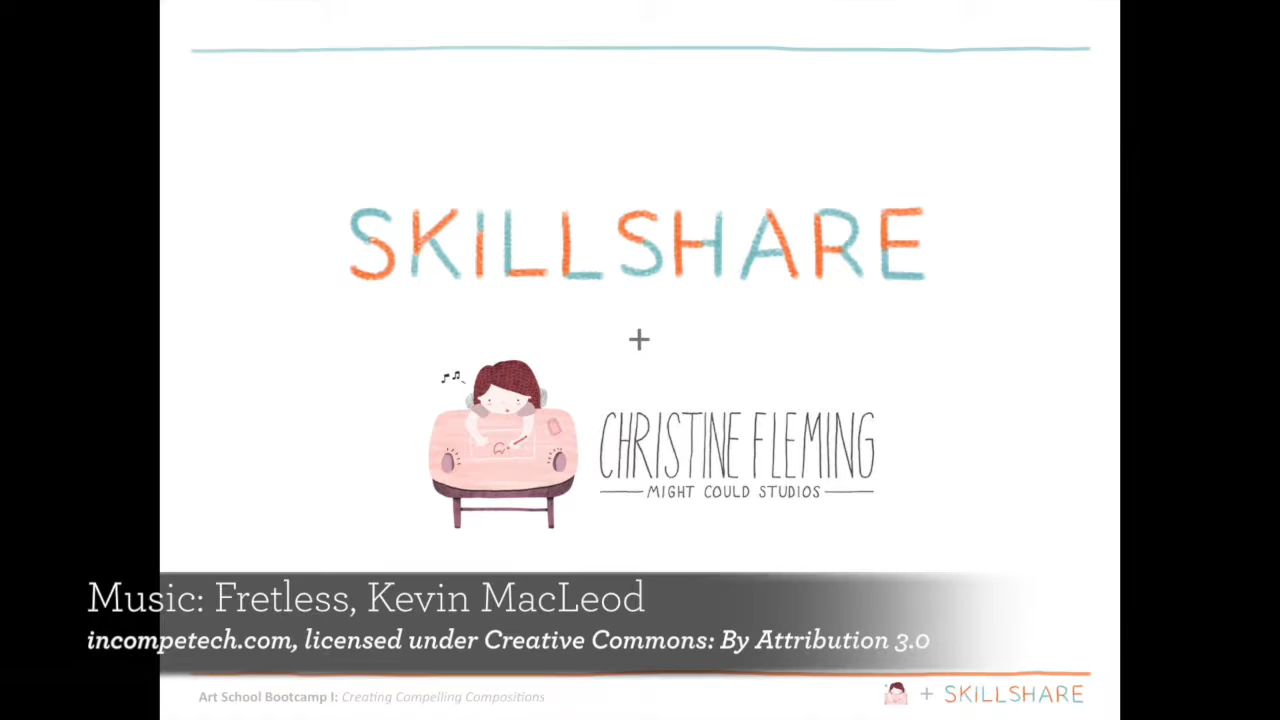 SKILLSHARE
+
CHRISTINE FLEMING
MIGHT COULD STUDIOS
Music: Fretless, Kevin MacLeod
incompetech.com, licensed under Creative Commons: By Attribution 3.0
Art School Bootcamp I: Creating Compelling Compositions
+ SKILLSHARE